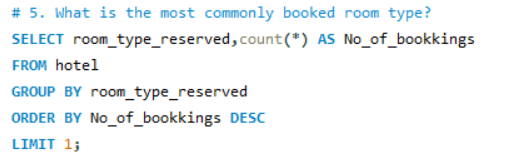 # 5. What is the most commonly booked room type?
SELECT room_type_reserved,count(*) AS No_of_bookkings
FROM hotel
GROUP BY room_type_reserved
ORDER BY No_of_bookkings DESC
LIMIT 1;